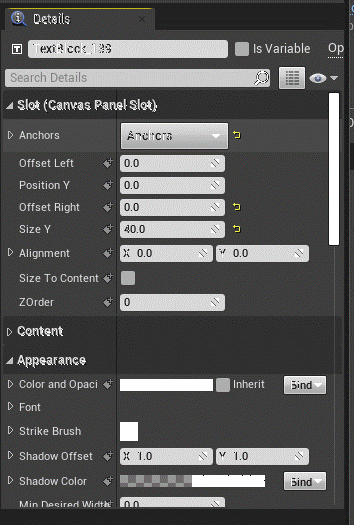 Details ×
TextBlock_136 Is Variable Op
Search Details
Slot (Canvas Panel Slot)
Anchors Anchors
Offset Left 0.0
Position Y 0.0
Offset Right 0.0
Size Y 40.0
Alignment X 0.0 Y 0.0
Size To Content
ZOrder 0
Content
Appearance
Color and Opaci Inherit Bind
Font
Strike Brush
Shadow Offset X 1.0 Y 1.0
Shadow Color Bind
Min Desired Width 0.0